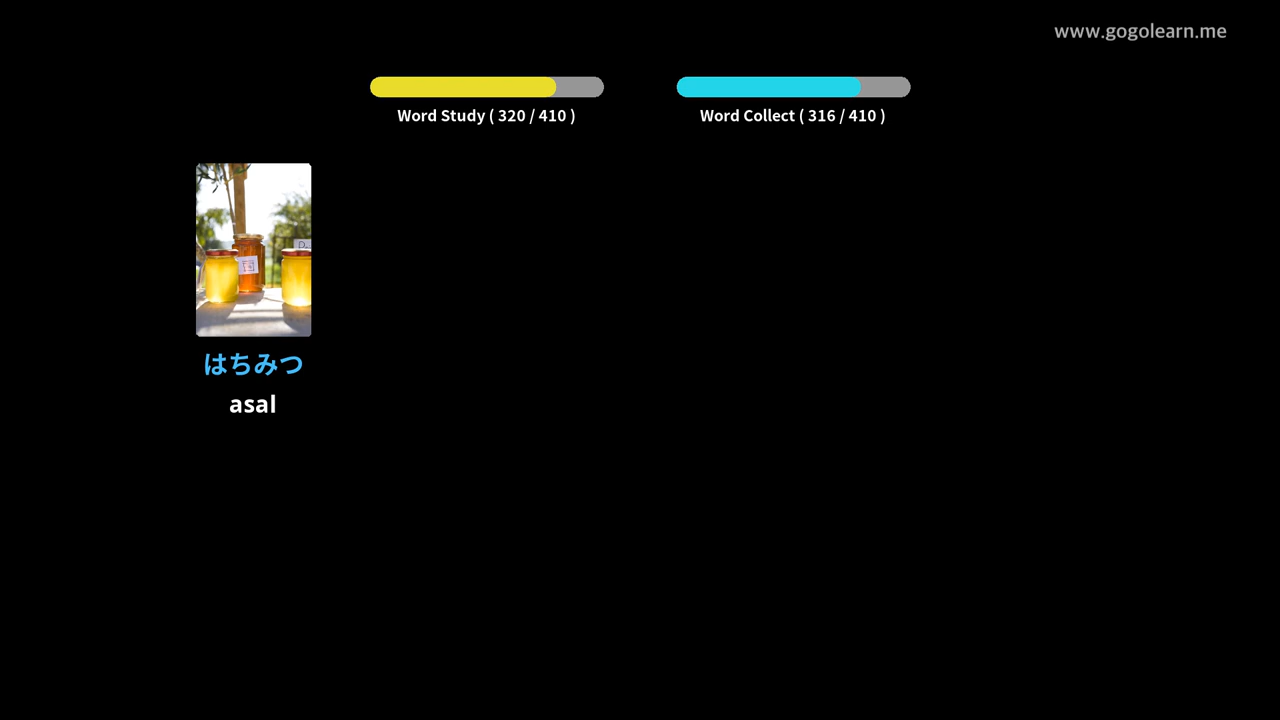 www.gogolearn.me
Word Study ( 320 / 410 )
Word Collect ( 316 / 410 )
D.
はちみつ
asal